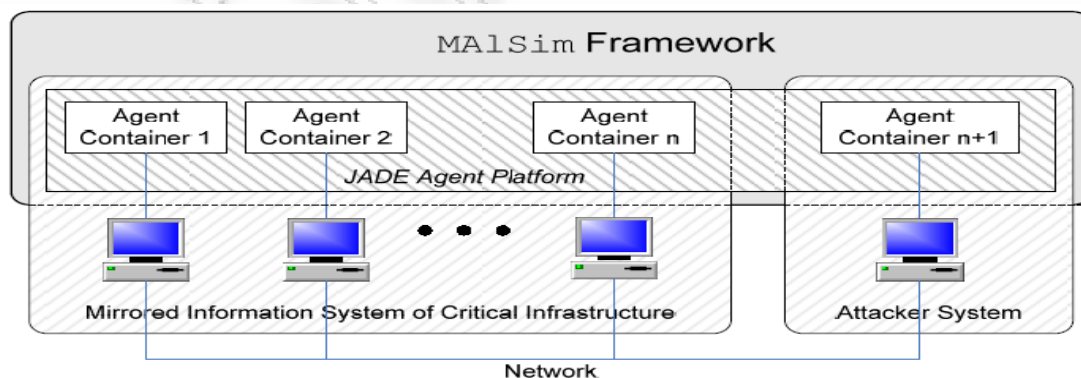 MAlSim Framework
Agent
Container 1
Agent
Container 2
Agent
Container n
Agent
Container n+1
JADE Agent Platform
Mirrored Information System of Critical Infrastructure
Attacker System
Network